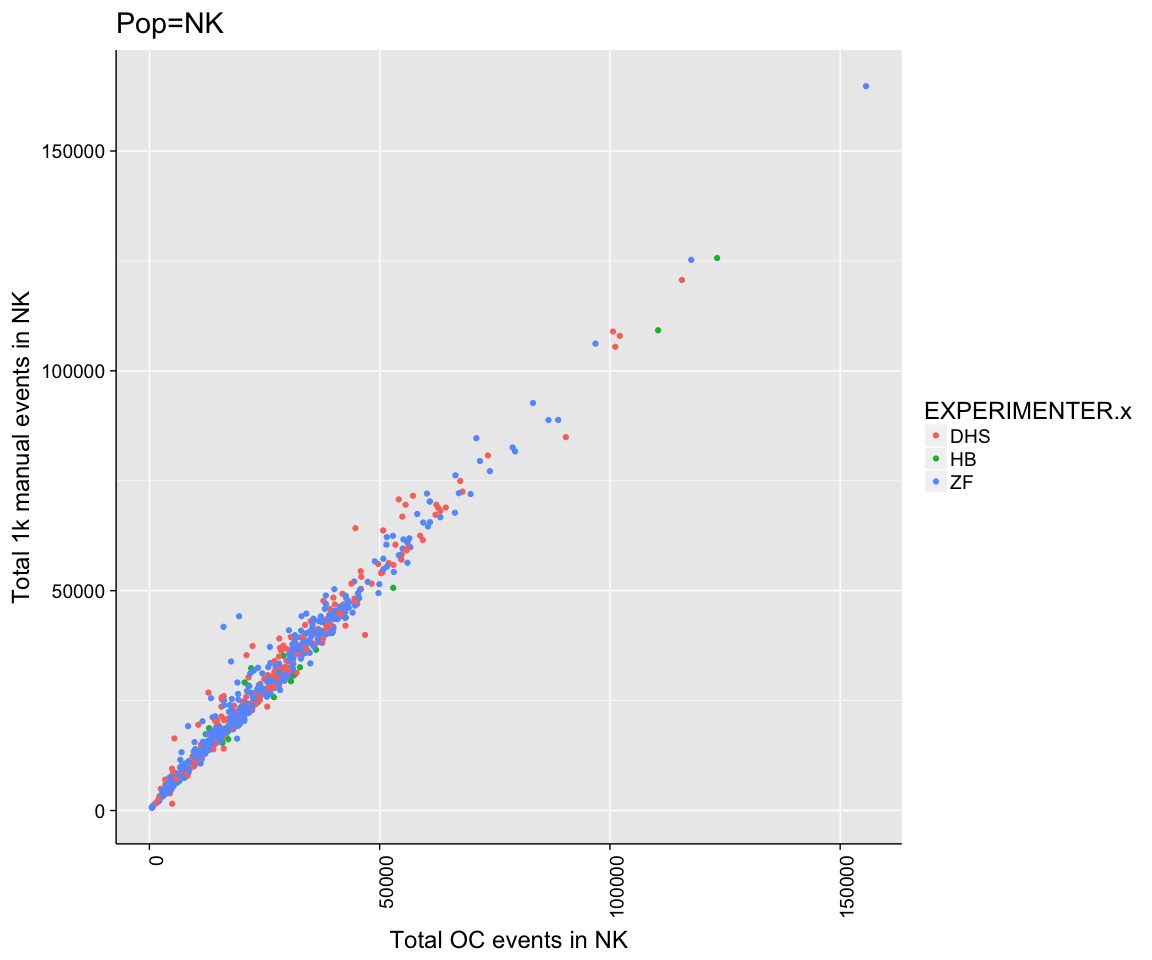 Pop=NK
Total 1k manual events in NK
150000
100000
50000
0
0
50000
100000
150000
Total OC events in NK
EXPERIMENTER.x
DHS
HB
ZF